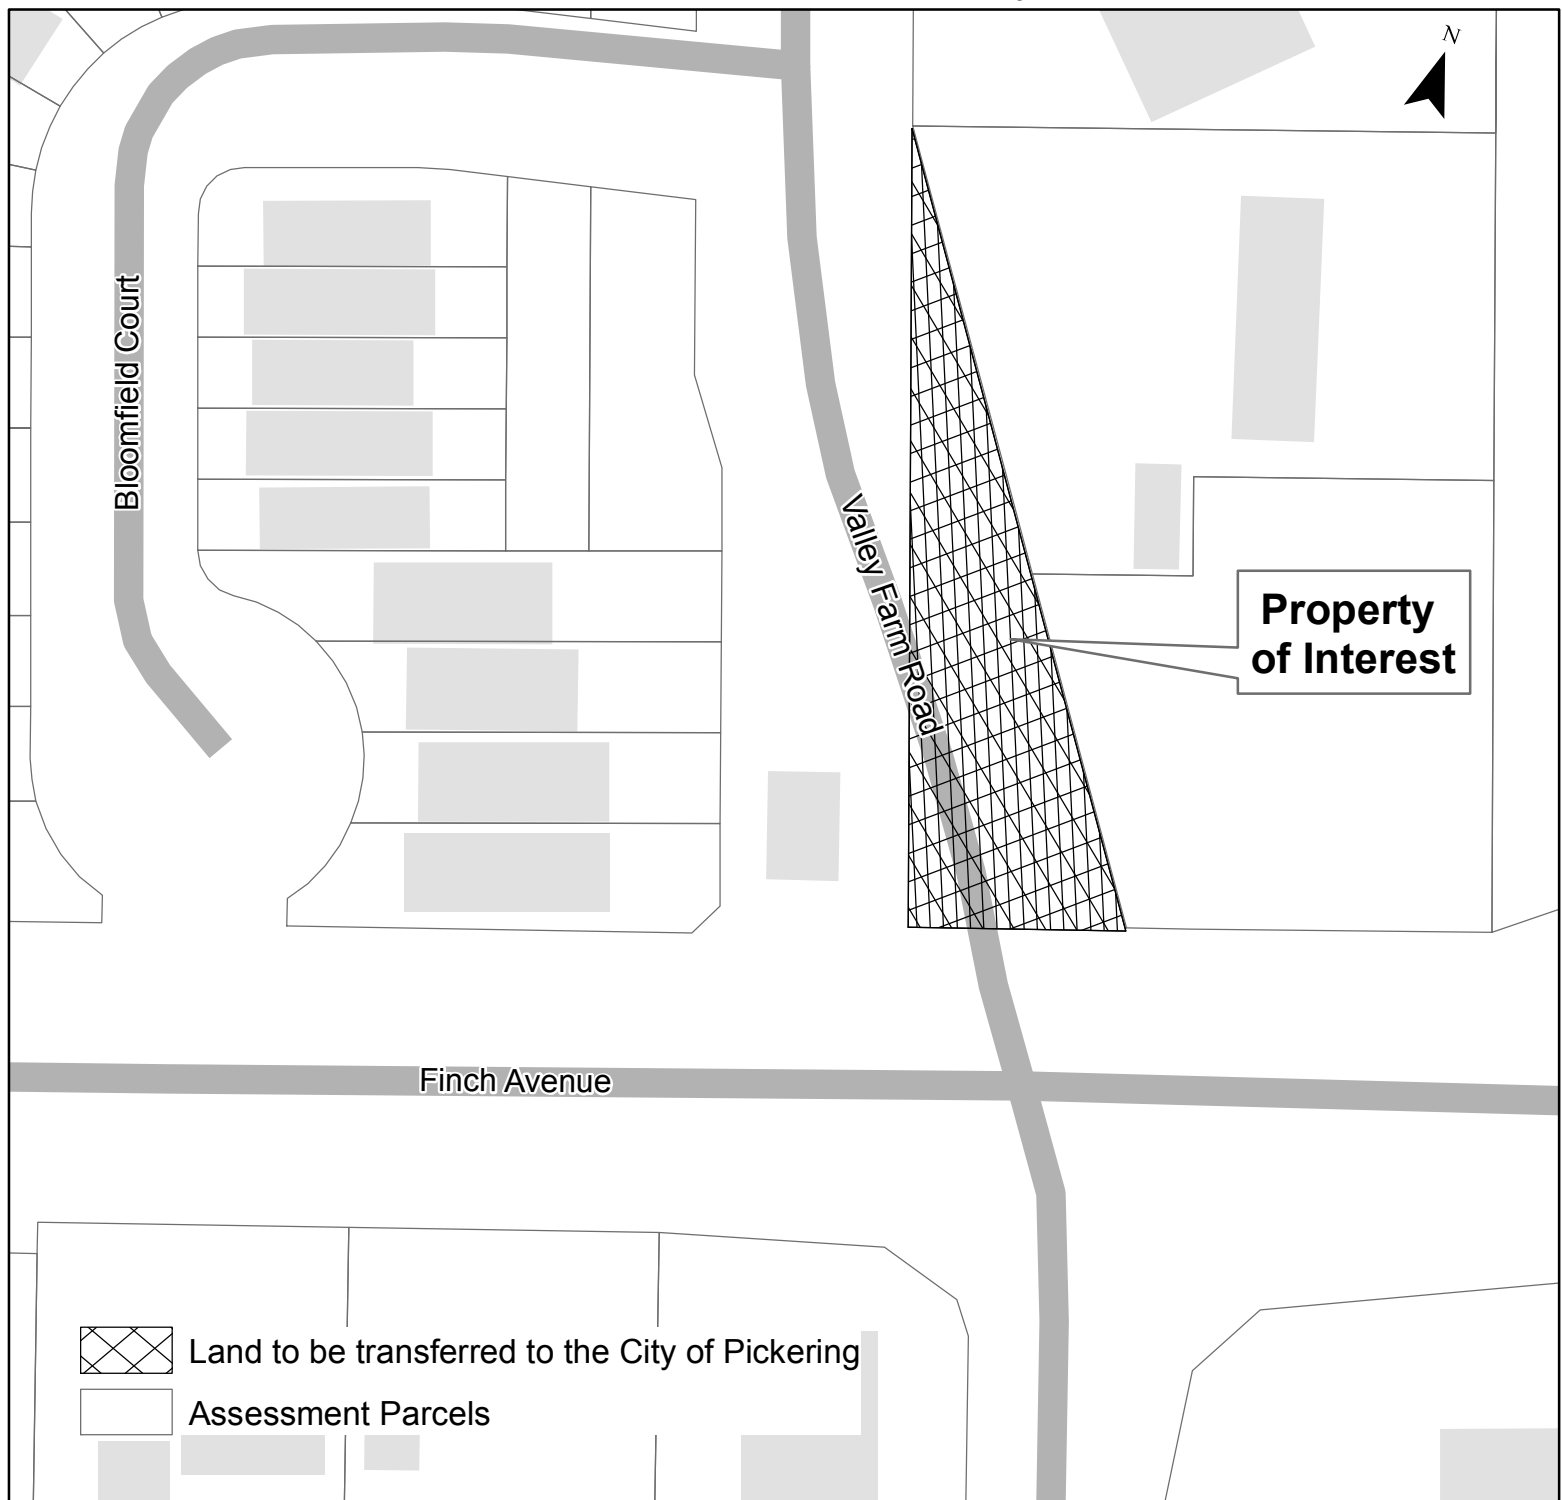 N
Bloomfield Court
Valley Farm Road
Property
of Interest
Finch Avenue
Land to be transferred to the City of Pickering
Assessment Parcels